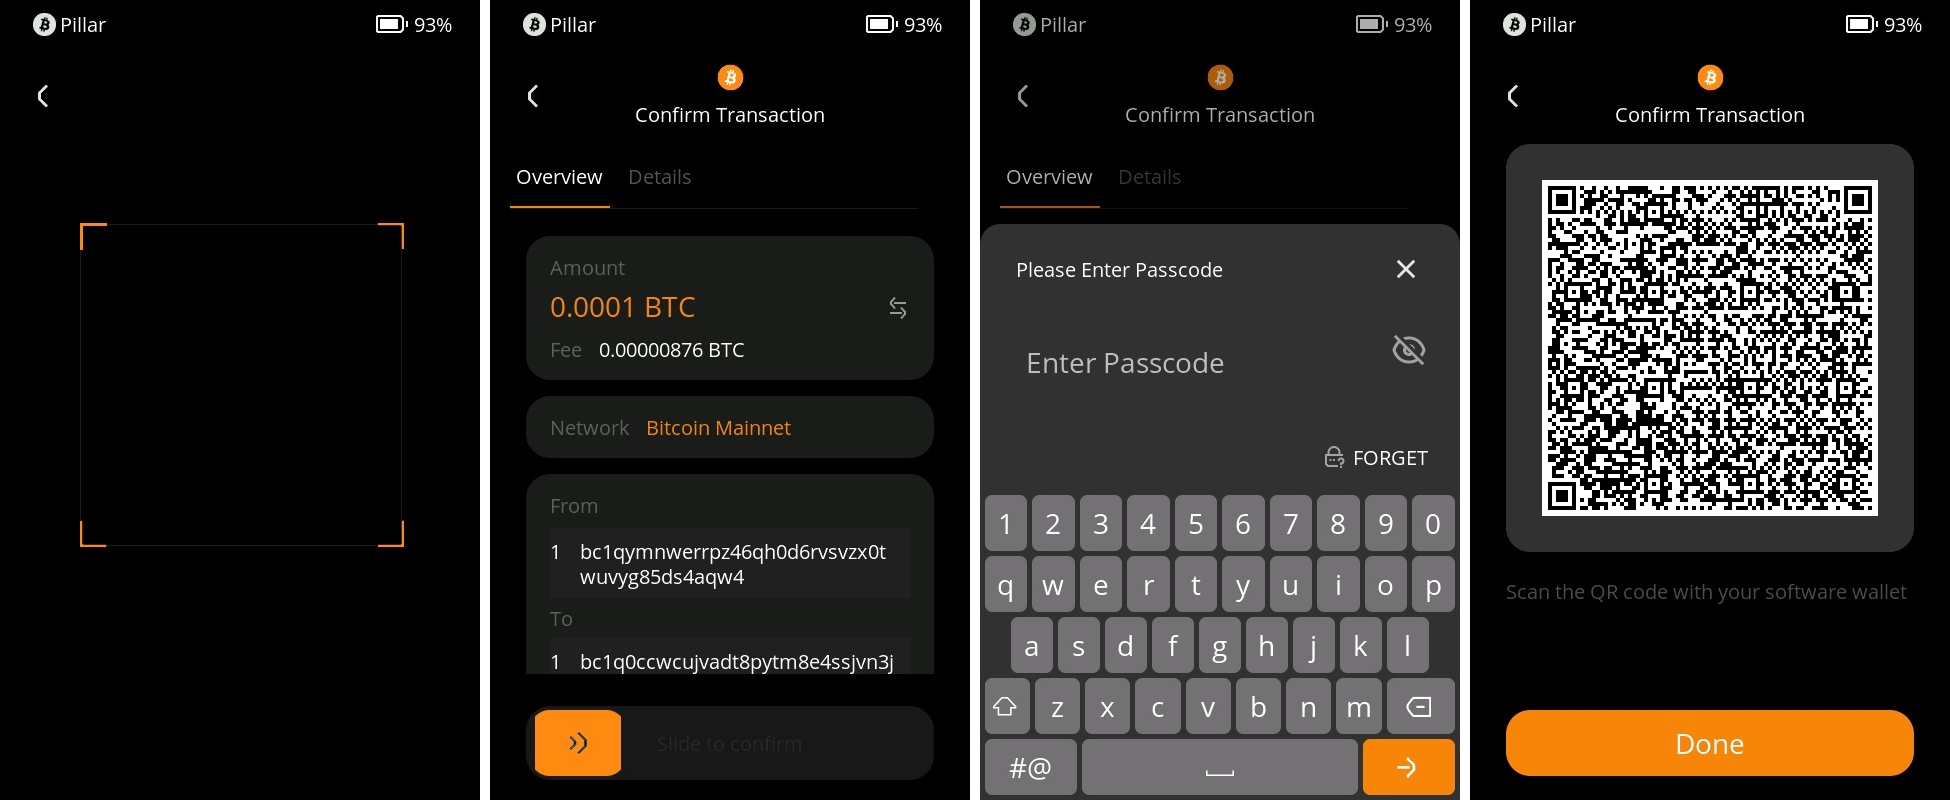 Pillar 93%
Pillar 93%
Confirm Transaction
Overview Details
Amount
0.0001 BTC
Fee 0.00000876 BTC
Network Bitcoin Mainnet
From
1 bc1qymnwerrpz46qh0d6rvsvzx0t
wuvyg85ds4aqw4
To
1 bc1q0ccwcujvadt8pytm8e4ssjvn3j
Slide to confirm
Pillar 93%
Confirm Transaction
Overview Details
Please Enter Passcode
Enter Passcode
FORGET
1 2 3 4 5 6 7 8 9 0
q w e r t y u i o p
a s d f g h j k l
z x c v b n m
#@
Pillar 93%
Confirm Transaction
Scan the QR code with your software wallet
Done